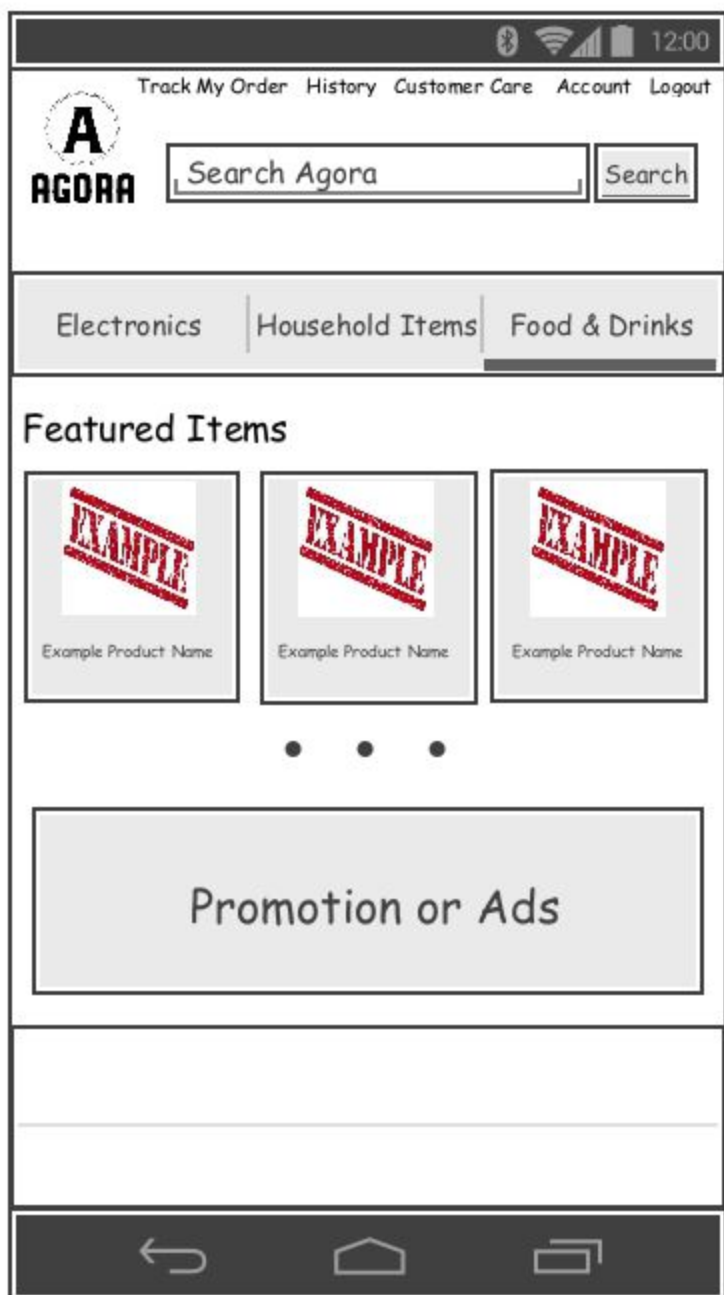 12:00
Track My Order History Customer Care Account Logout
A
AGORA
Search Agora Search
Electronics Household Items Food & Drinks
Featured Items
EXAMPLE EXAMPLE EXAMPLE
Example Product Name Example Product Name Example Product Name
Promotion or Ads